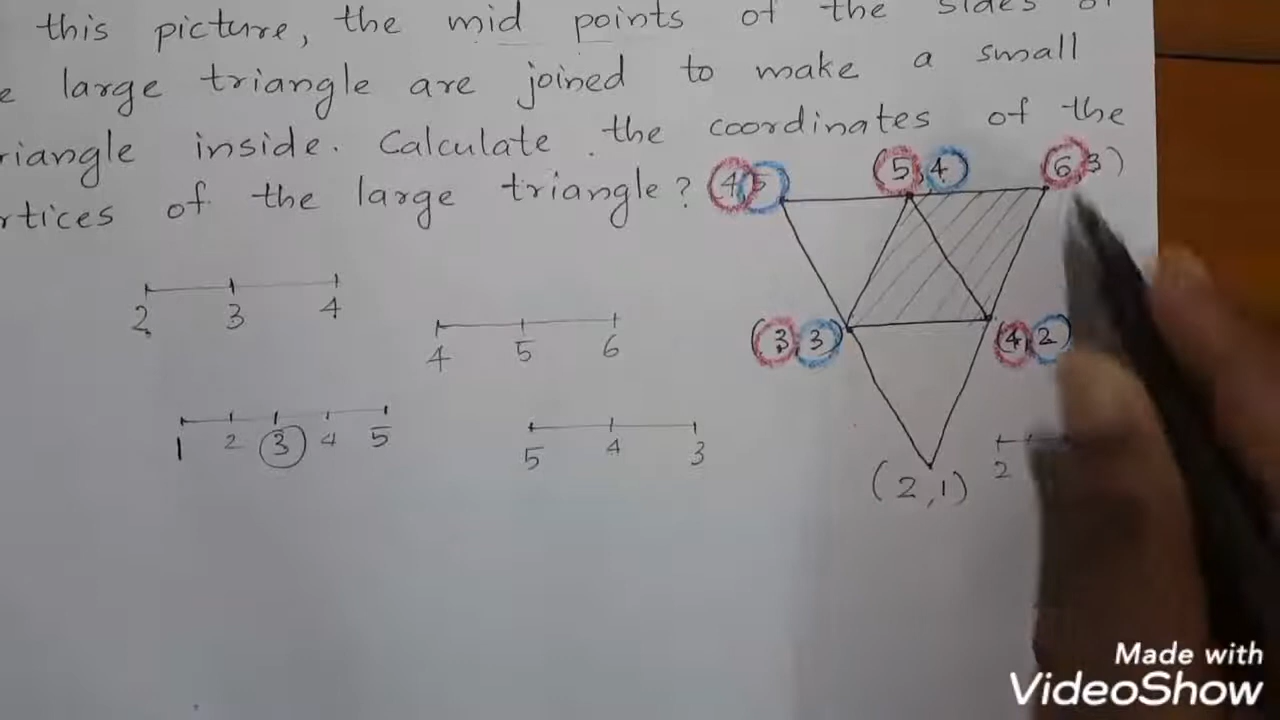 this picture, the mid points of the sides of
large triangle are joined to make a small
riangle inside. Calculate the coordinates of the
rtices of the large triangle?
(4,5) (5,4) (6,3)
2 3 4
4 5 6
(3,3) (4,2)
1 2 3 4 5
5 4 3
2
(2,1)
Made with
VideoShow